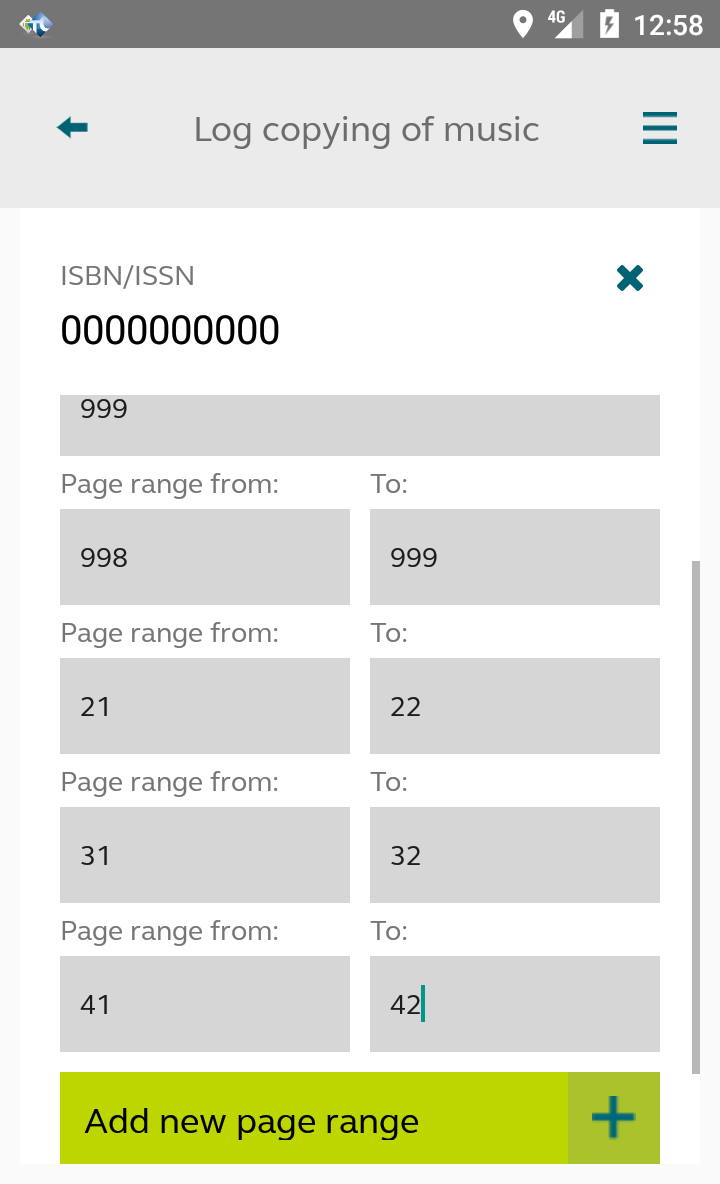 4G 12:58
Log copying of music
ISBN/ISSN
0000000000
999
Page range from: To:
998 999
Page range from: To:
21 22
Page range from: To:
31 32
Page range from: To:
41 42
Add new page range